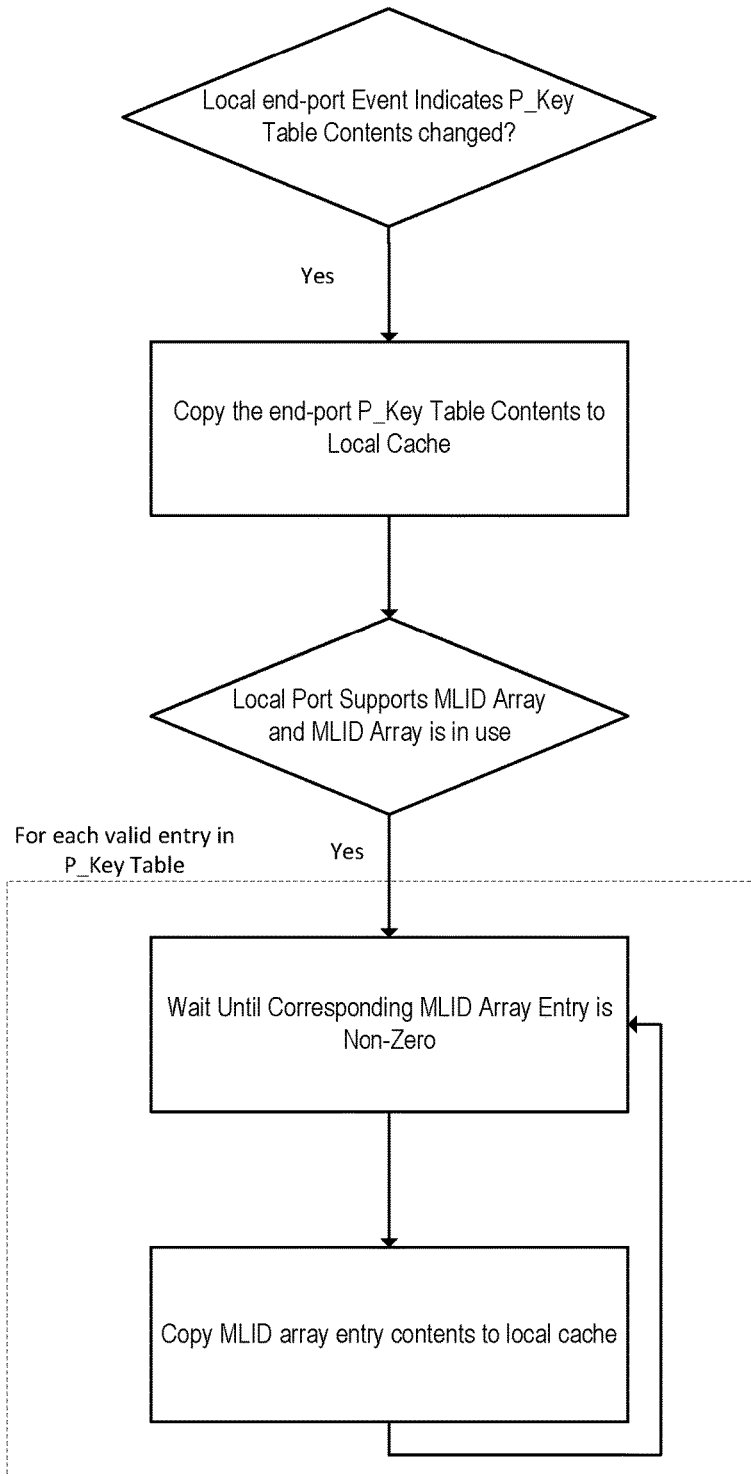 Local end-port Event Indicates P_Key
Table Contents changed?
Yes
Copy the end-port P_Key Table Contents to
Local Cache
Local Port Supports MLID Array
and MLID Array is in use
For each valid entry in
P_Key Table
Yes
Wait Until Corresponding MLID Array Entry is
Non-Zero
Copy MLID array entry contents to local cache